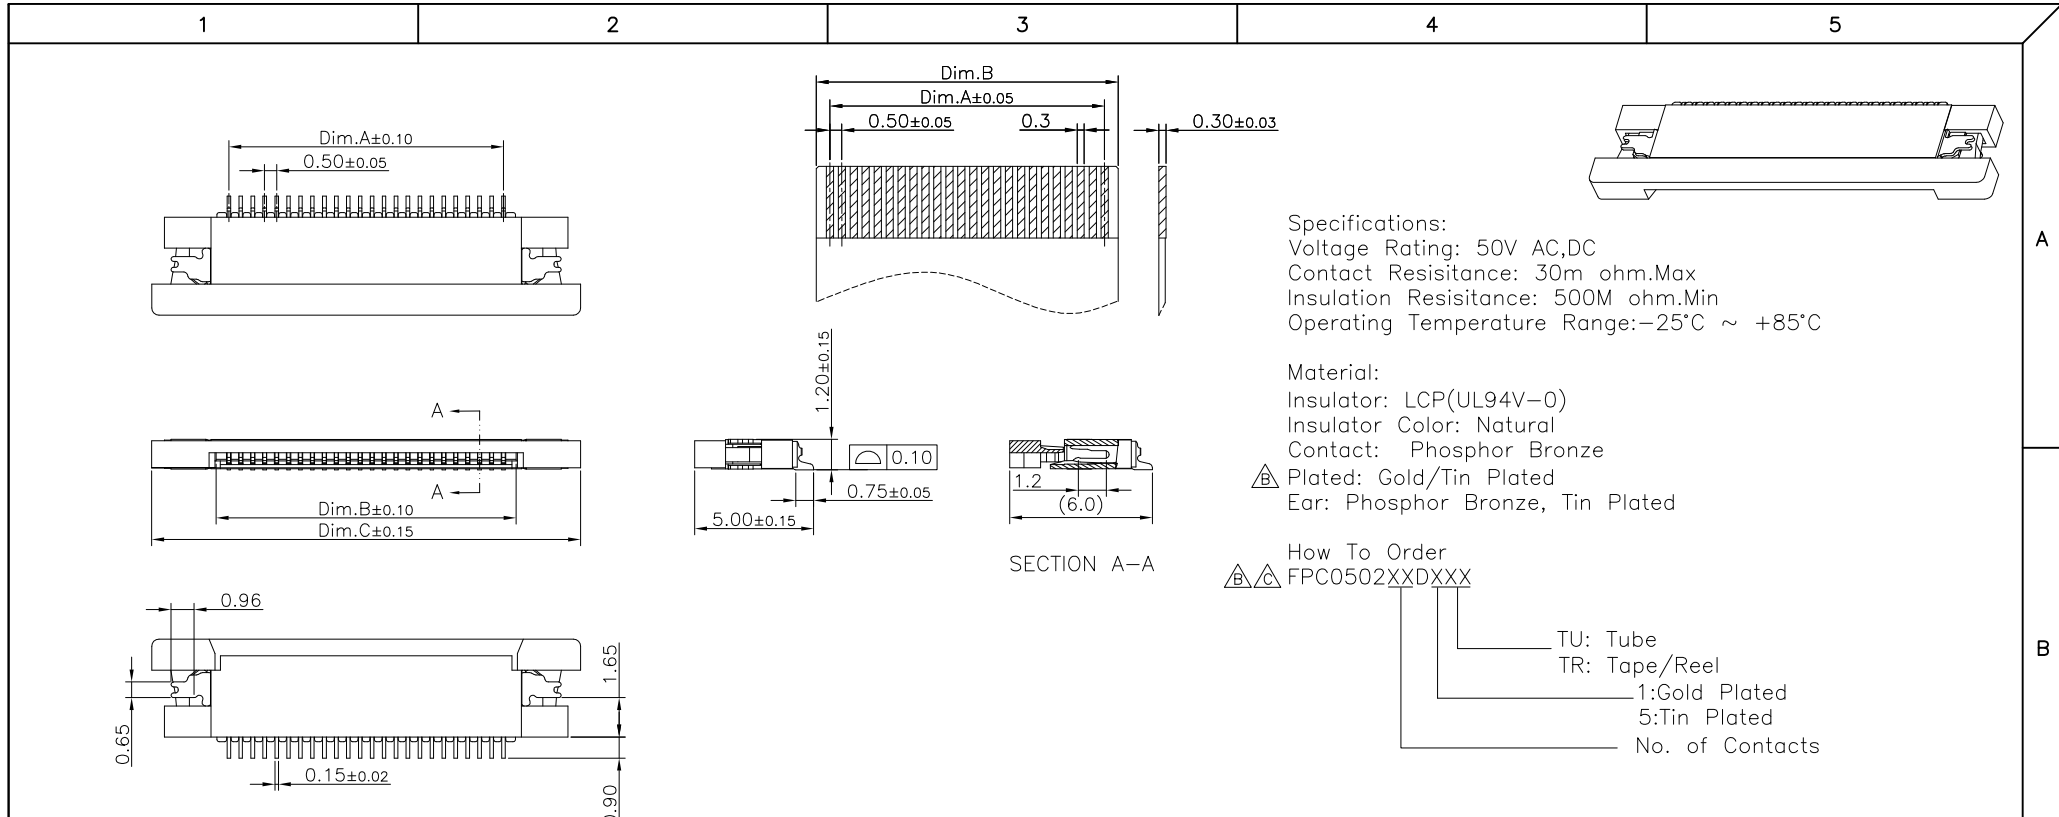 1 2 3 4 5
Dim.B
Dim.A±0.05
0.50±0.05
0.3
0.30±0.03
Dim.A±0.10
0.50±0.05
A
Specifications:
Voltage Rating: 50V AC,DC
Contact Resisitance: 30m ohm.Max
Insulation Resisitance: 500M ohm.Min
Operating Temperature Range:-25°C ~ +85°C
Material:
Insulator: LCP(UL94V-0)
Insulator Color: Natural
Contact: Phosphor Bronze
B Plated: Gold/Tin Plated
Ear: Phosphor Bronze, Tin Plated
A
A
Dim.B±0.10
Dim.C±0.15
1.20±0.15
0.10
0.75±0.05
5.00±0.15
1.2
(6.0)
SECTION A-A
How To Order
B C FPC0502XXDXXX
TU: Tube
TR: Tape/Reel
1:Gold Plated
5:Tin Plated
No. of Contacts
B
0.96
1.65
0.65
0.15±0.02
0.90